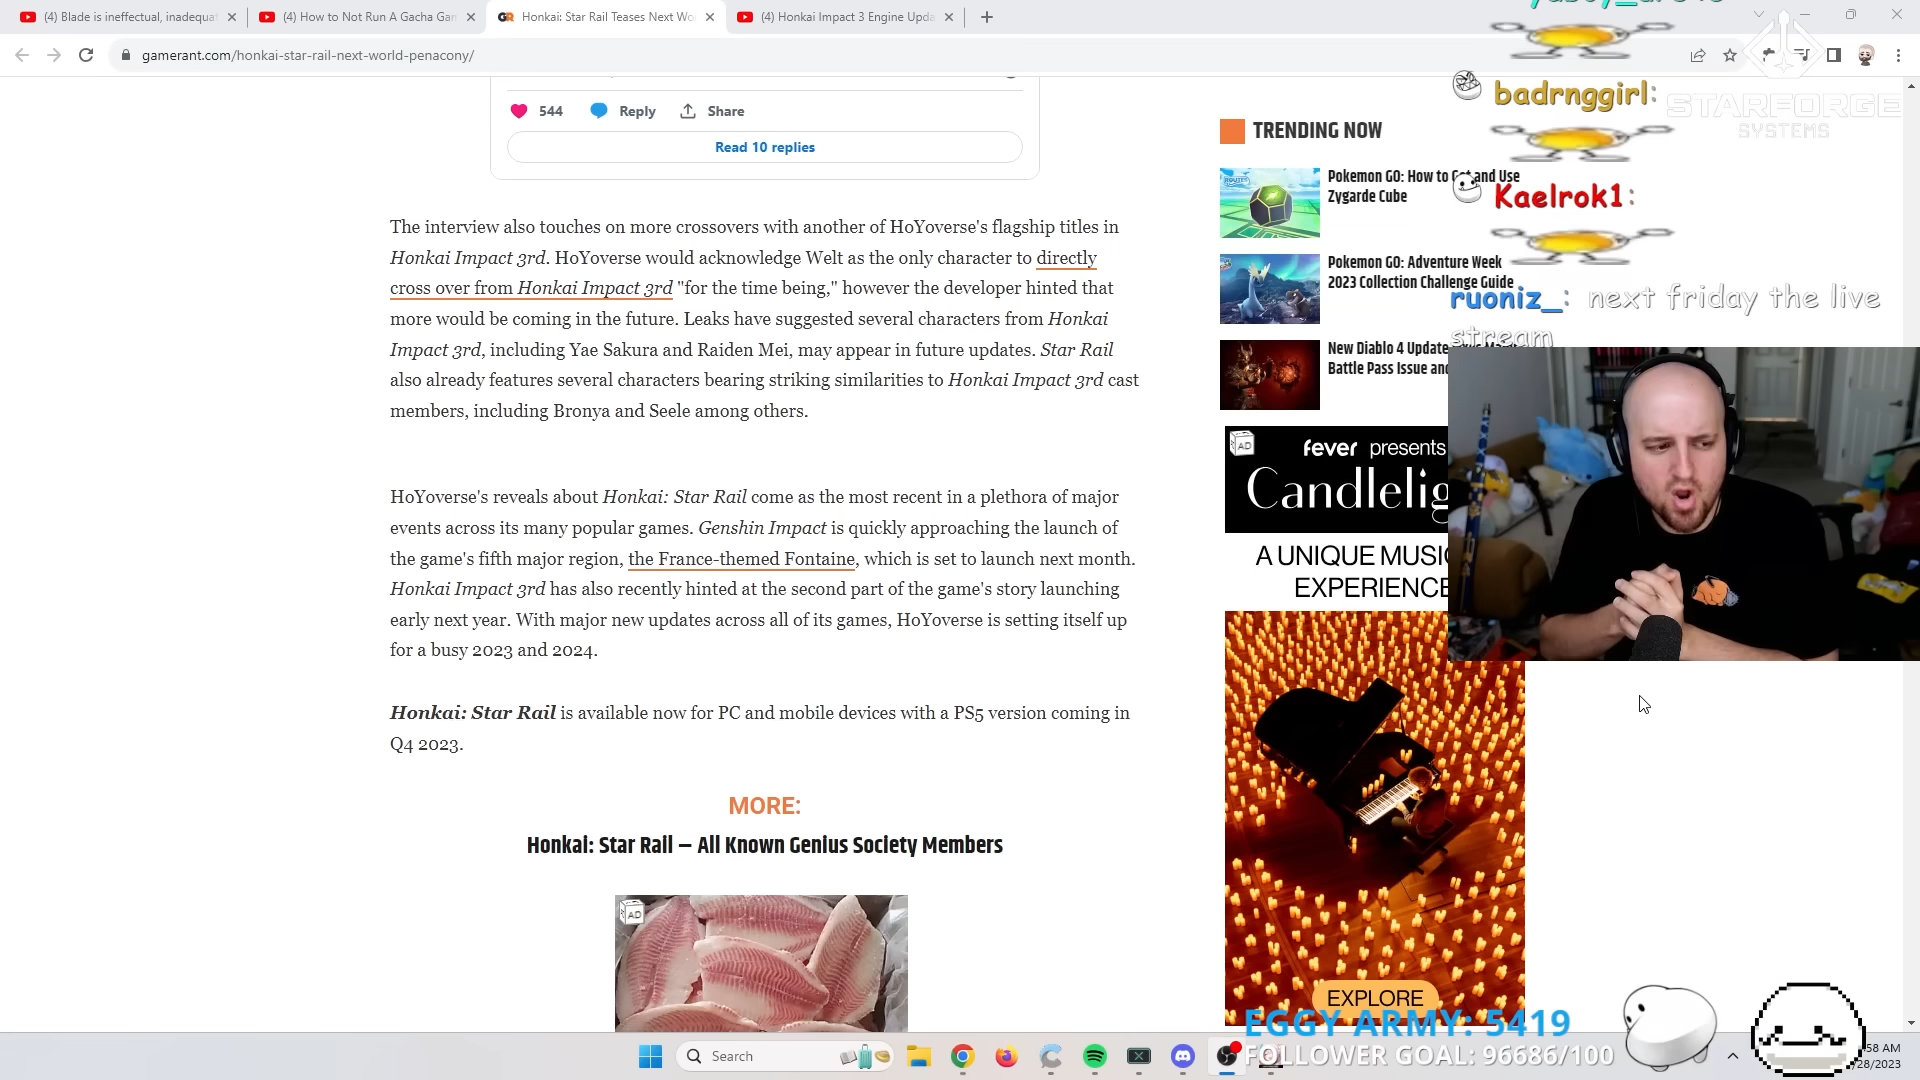 (4) Blade is ineffectual, inadequa
(4) How to Not Run A Gacha Gam
Honkai: Star Rail Teases Next Wo
(4) Honkai Impact 3 Engine Upda
gamerant.com/honkai-star-rail-next-world-penacony/
544
Reply
Share
Read 10 replies
The interview also touches on more crossovers with another of HoYoverse's flagship titles in
Honkai Impact 3rd. HoYoverse would acknowledge Welt as the only character to directly
cross over from Honkai Impact 3rd "for the time being," however the developer hinted that
more would be coming in the future. Leaks have suggested several characters from Honkai
Impact 3rd, including Yae Sakura and Raiden Mei, may appear in future updates. Star Rail
also already features several characters bearing striking similarities to Honkai Impact 3rd cast
members, including Bronya and Seele among others.
HoYoverse's reveals about Honkai: Star Rail come as the most recent in a plethora of major
events across its many popular games. Genshin Impact is quickly approaching the launch of
the game's fifth major region, the France-themed Fontaine, which is set to launch next month.
Honkai Impact 3rd has also recently hinted at the second part of the game's story launching
early next year. With major new updates across all of its games, HoYoverse is setting itself up
for a busy 2023 and 2024.
Honkai: Star Rail is available now for PC and mobile devices with a PS5 version coming in
Q4 2023.
MORE:
Honkai: Star Rail – All Known Genius Society Members
AD
TRENDING NOW
Pokemon GO: How to Get and Use
Zygarde Cube
Pokemon GO: Adventure Week
2023 Collection Challenge Guide
New Diablo 4 Update
Battle Pass Issue and
AD
fever presents
Candlelig
A UNIQUE MUSIC
EXPERIENCE
EXPLORE
badrnggirl:
STARFORGE
SYSTEMS
Kaelrok1:
ruoniz_: next friday the live
stream
EGGY ARMY: 5419
FOLLOWER GOAL: 96686/100
Search
:58 AM
/28/2023